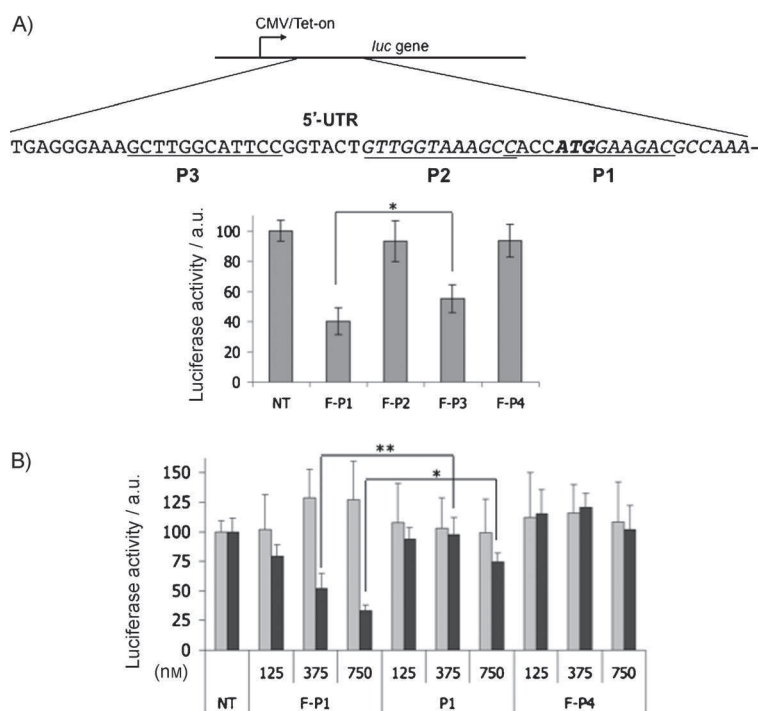 A)
CMV/Tet-on
luc gene
5'-UTR
TGAGGGAAAGCTTGGCATTCCGGTACTGTTGGTAAAGCCACCATGGAAGACGCCAAA-
P3 P2 P1
Luciferase activity / a.u.
100
80
60
40
20
0
*
NT F-P1 F-P2 F-P3 F-P4
B)
Luciferase activity / a.u.
150
125
100
75
50
25
0
**
*
(nM) 125 375 750 125 375 750 125 375 750
NT F-P1 P1 F-P4